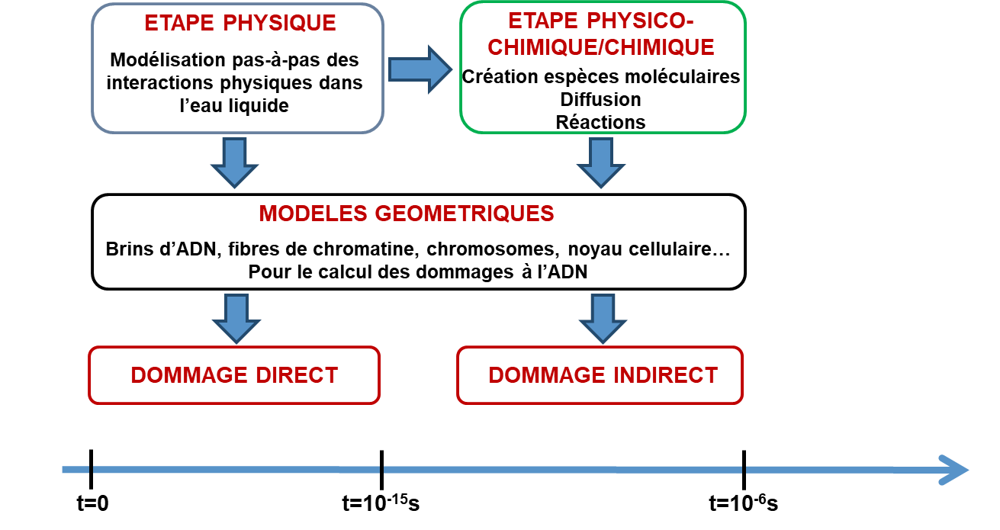 ETAPE PHYSIQUE
Modélisation pas-à-pas des
interactions physiques dans
l’eau liquide
ETAPE PHYSICO-
CHIMIQUE/CHIMIQUE
Création espèces moléculaires
Diffusion
Réactions
MODELES GEOMETRIQUES
Brins d’ADN, fibres de chromatine, chromosomes, noyau cellulaire…
Pour le calcul des dommages à l’ADN
DOMMAGE DIRECT
DOMMAGE INDIRECT
t=0
t=10⁻¹⁵s
t=10⁻⁶s